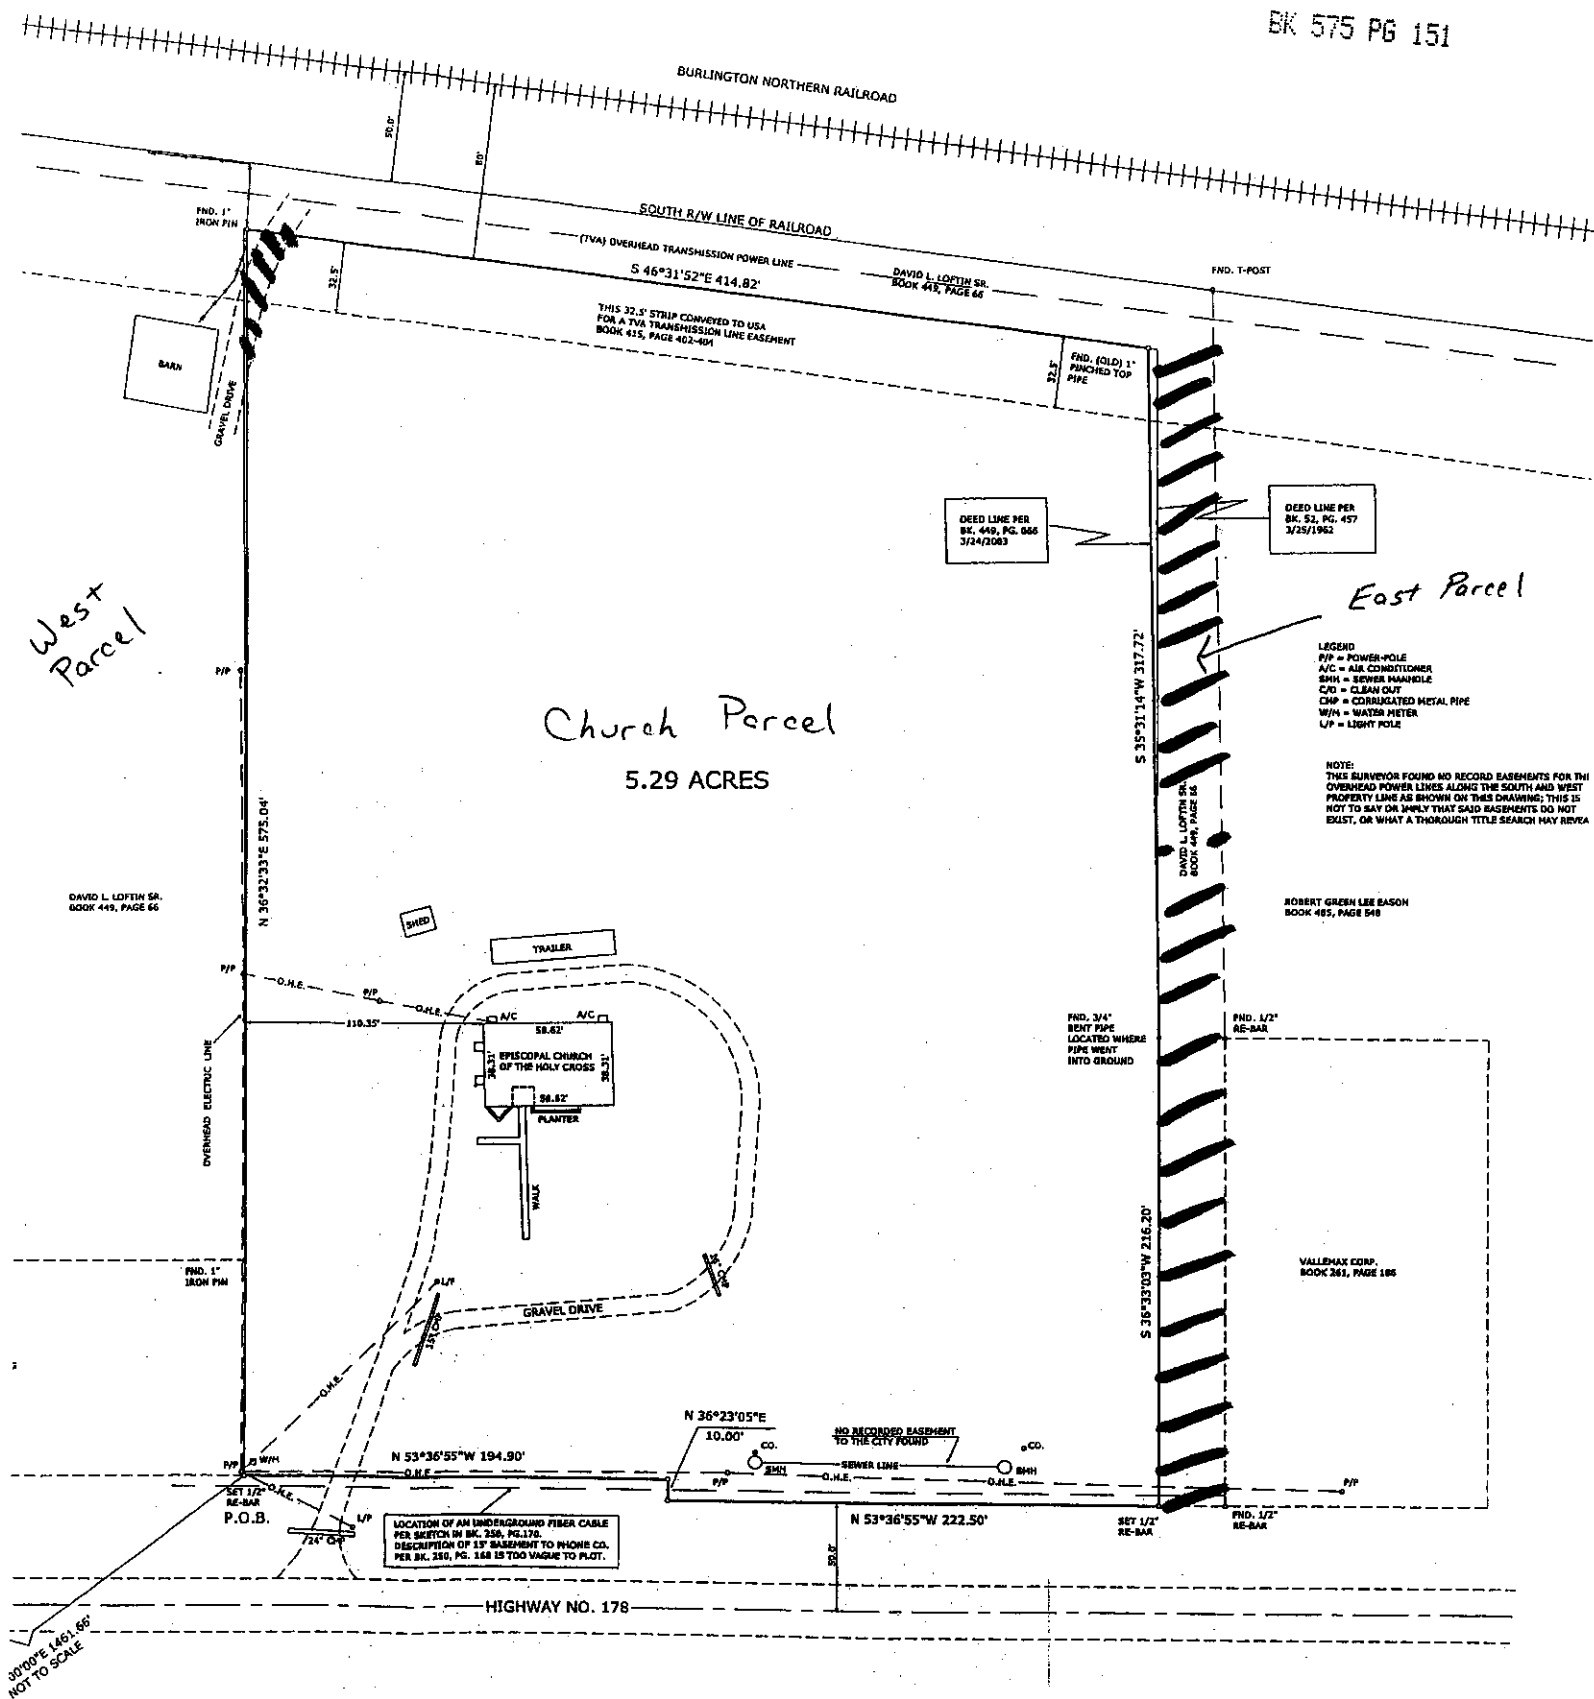 BK 575 PG 151
BURLINGTON NORTHERN RAILROAD
50.0'
80'
FND. 1"
IRON PIN
SOUTH R/W LINE OF RAILROAD
(TVA) OVERHEAD TRANSMISSION POWER LINE
S 46°31'52"E 414.82'
DAVID L. LOFTIN SR.
BOOK 449, PAGE 66
FND. T-POST
32.5'
THIS 32.5' STRIP CONVEYED TO USA
FOR A TVA TRANSMISSION LINE EASEMENT
BOOK 415, PAGE 402-404
32.5'
FND. (OLD) 1"
PINCHED TOP
PIPE
BARN
GRAVEL DRIVE
DEED LINE PER
BK. 449, PG. 066
3/24/2003
DEED LINE PER
BK. 52, PG. 457
3/25/1962
West
Parcel
East Parcel
P/P
S 35°31'14"W 317.72'
LEGEND
P/P = POWER-POLE
A/C = AIR CONDITIONER
SMH = SEWER MANHOLE
C/O = CLEAN OUT
CMP = CORRUGATED METAL PIPE
W/M = WATER METER
L/P = LIGHT POLE
Church Parcel
5.29 ACRES
NOTE:
THIS SURVEYOR FOUND NO RECORD EASEMENTS FOR THI
OVERHEAD POWER LINES ALONG THE SOUTH AND WEST
PROPERTY LINE AS SHOWN ON THIS DRAWING; THIS IS
NOT TO SAY OR IMPLY THAT SAID EASEMENTS DO NOT
EXIST, OR WHAT A THOROUGH TITLE SEARCH MAY REVEA
DAVID L. LOFTIN SR.
BOOK 449, PAGE 66
N 36°32'33"E 575.04'
DAVID L. LOFTIN SR.
BOOK 449, PAGE 66
ROBERT GREEN LEE EASON
BOOK 485, PAGE 548
SHED
TRAILER
P/P
O.H.E.
P/P
O.H.E.
A/C
A/C
110.35'
58.62'
38.31'
EPISCOPAL CHURCH
OF THE HOLY CROSS
38.31'
58.62'
PLANTER
WALK
FND. 3/4"
BENT PIPE
LOCATED WHERE
PIPE WENT
INTO GROUND
FND. 1/2"
RE-BAR
OVERHEAD ELECTRIC LINE
S 36°33'03"W 216.20'
FND. 1"
IRON PIN
L/P
GRAVEL DRIVE
15" CMP
VALLEMAX CORP.
BOOK 261, PAGE 186
O.H.E.
N 36°23'05"E
10.00'
NO RECORDED EASEMENT
TO THE CITY FOUND
CO.
CO.
N 53°36'55"W 194.90'
P/P
W/M
O.H.E.
SMH
SEWER LINE
SMH
P/P
O.H.E.
O.H.E.
P/P
SET 1/2"
RE-BAR
P.O.B.
O.H.E.
L/P
24" CMP
LOCATION OF AN UNDERGROUND FIBER CABLE
PER SKETCH IN BK. 250, PG.170.
DESCRIPTION OF 15' EASEMENT TO PHONE CO.
PER BK. 250, PG. 168 IS TOO VAGUE TO PLOT.
N 53°36'55"W 222.50'
SET 1/2"
RE-BAR
FND. 1/2"
RE-BAR
50.0'
HIGHWAY NO. 178
00'00"E 1461.66'
NOT TO SCALE